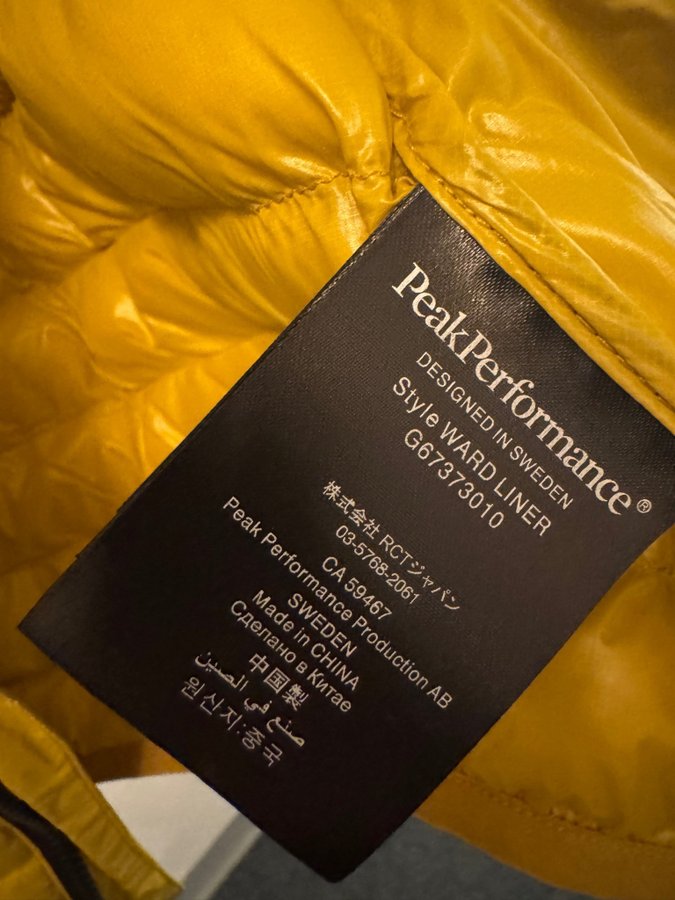 PeakPerformance®
DESIGNED IN SWEDEN
Style WARD LINER
G67373010
株式会社 RCTジャパン
03-5768-2061
CA 59467
Peak Performance Production AB
SWEDEN
Made in CHINA
Сделано в Китае
中国製
صنع في الصين
원산지:중국